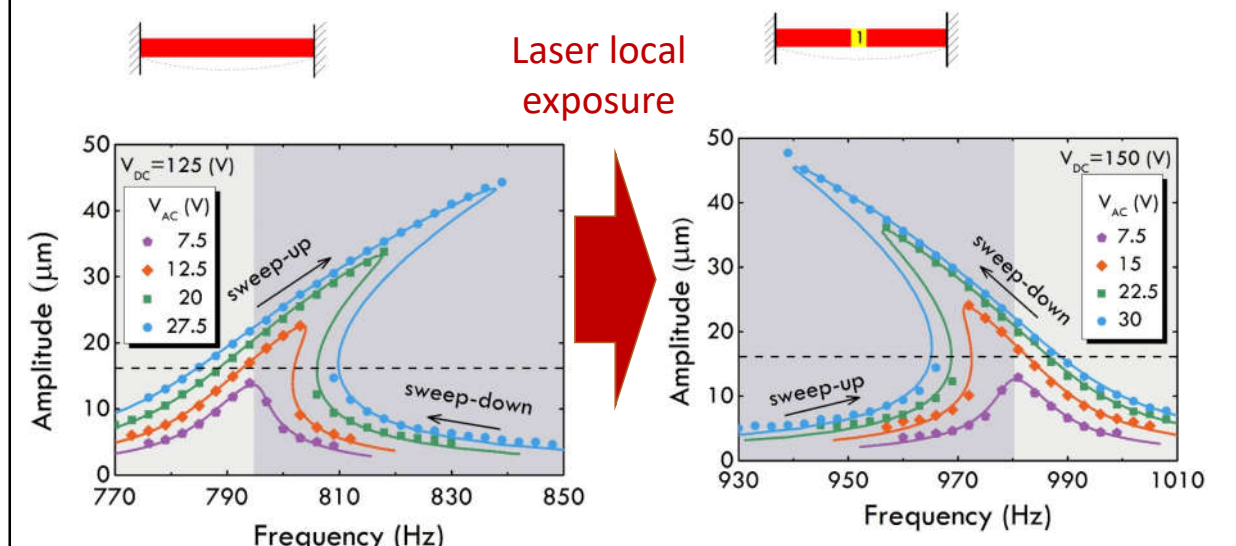 Laser local
exposure
1
50
40
30
20
10
0
Amplitude (μm)
V_DC=125 (V)
V_AC (V)
7.5
12.5
20
27.5
sweep-up
sweep-down
770 790 810 830 850
Frequency (Hz)
50
40
30
20
10
0
Amplitude (μm)
V_DC=150 (V)
V_AC (V)
7.5
15
22.5
30
sweep-down
sweep-up
930 950 970 990 1010
Frequency (Hz)